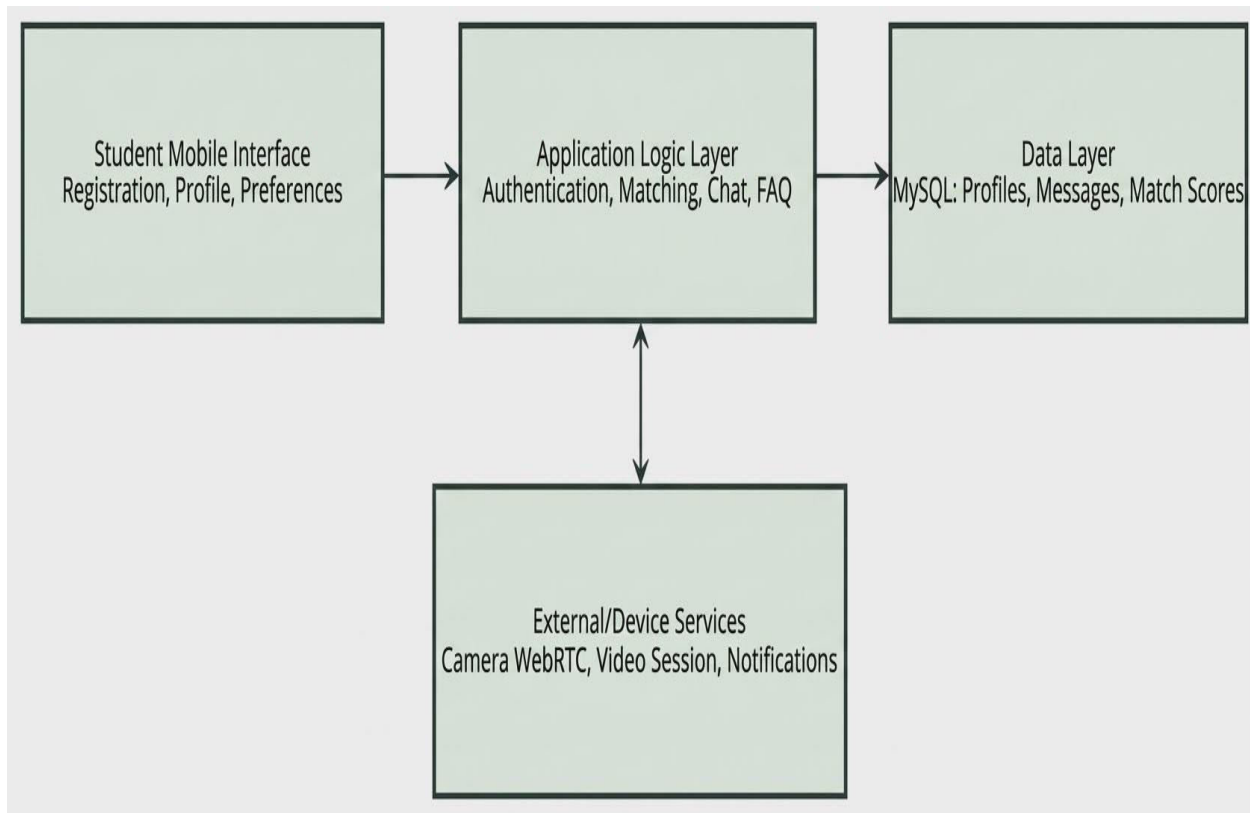 Student Mobile Interface
Registration, Profile, Preferences
Application Logic Layer
Authentication, Matching, Chat, FAQ
Data Layer
MySQL: Profiles, Messages, Match Scores
External/Device Services
Camera WebRTC, Video Session, Notifications